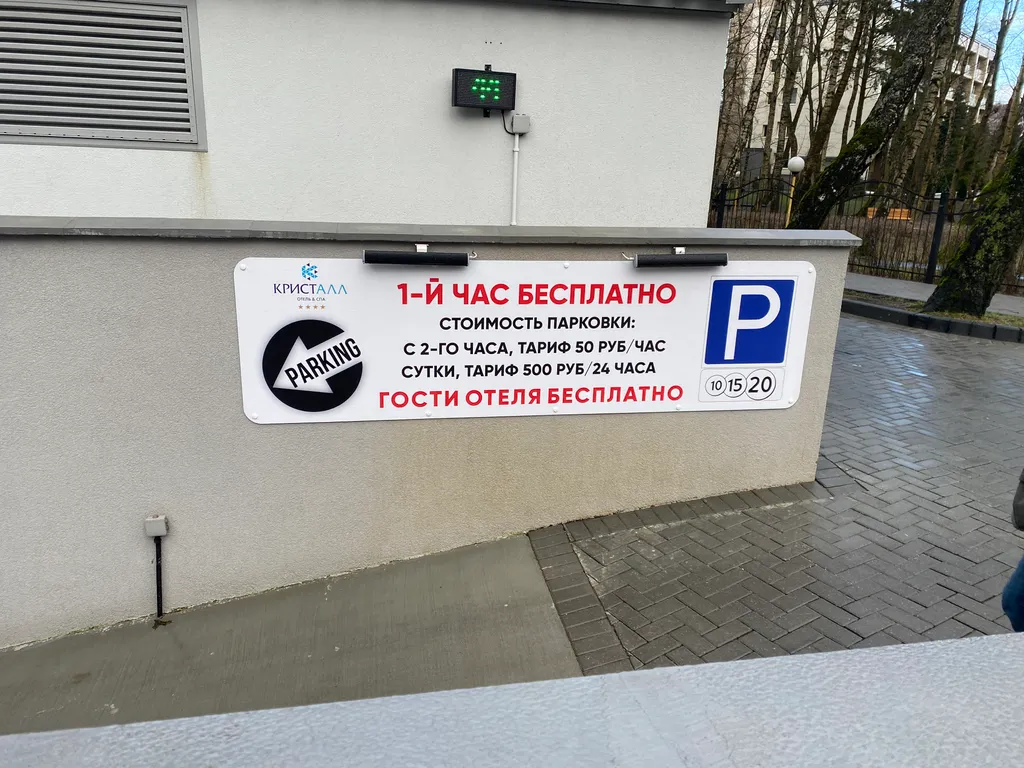 КРИСТАЛЛ
ОТЕЛЬ & СПА
PARKING
1-Й ЧАС БЕСПЛАТНО
СТОИМОСТЬ ПАРКОВКИ:
С 2-ГО ЧАСА, ТАРИФ 50 РУБ/ЧАС
СУТКИ, ТАРИФ 500 РУБ/24 ЧАСА
ГОСТИ ОТЕЛЯ БЕСПЛАТНО
P
10 15 20